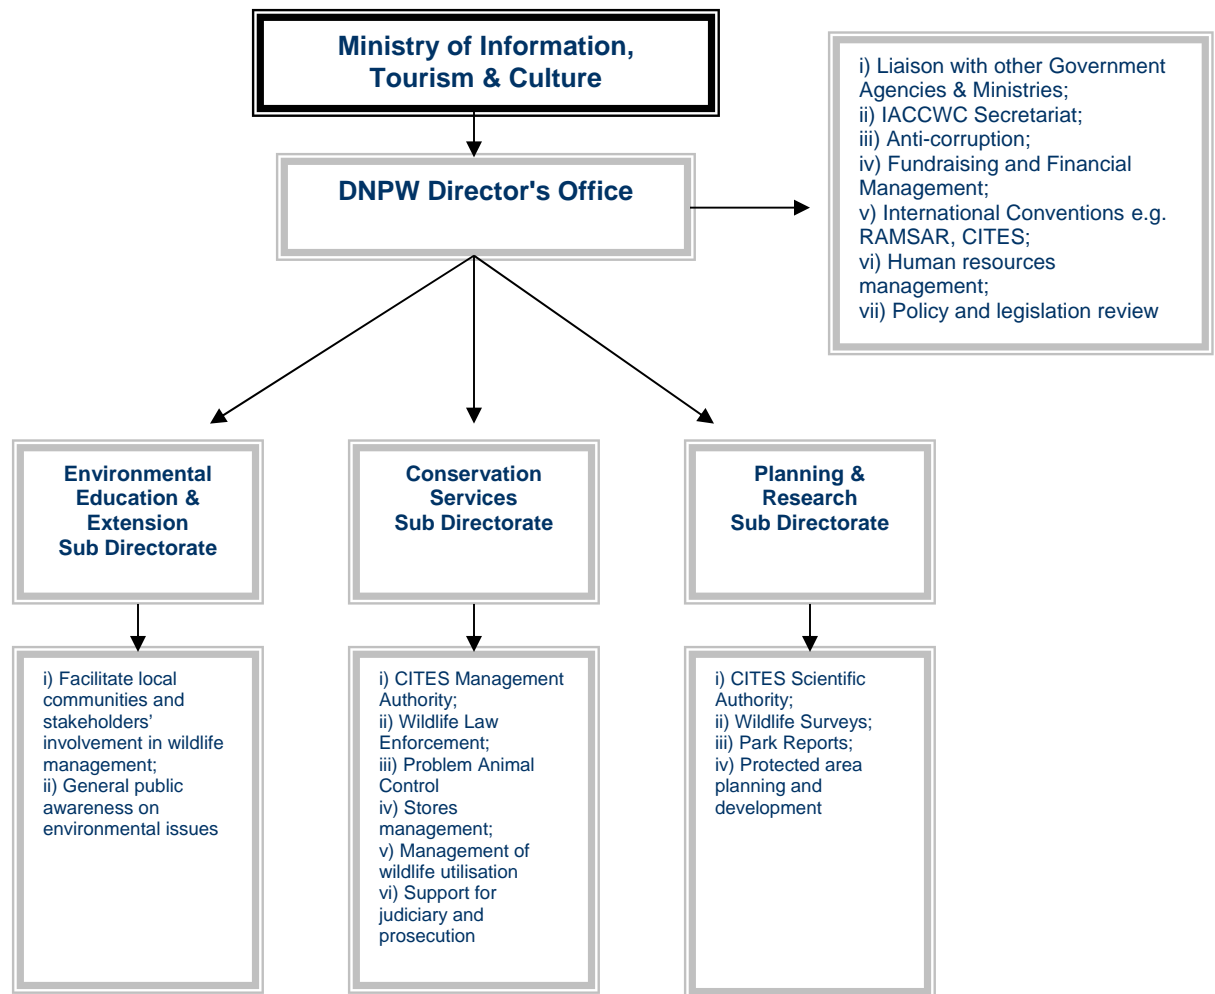 Ministry of Information,
Tourism & Culture
DNPW Director's Office
i) Liaison with other Government
Agencies & Ministries;
ii) IACCWC Secretariat;
iii) Anti-corruption;
iv) Fundraising and Financial
Management;
v) International Conventions e.g.
RAMSAR, CITES;
vi) Human resources
management;
vii) Policy and legislation review
Environmental
Education &
Extension
Sub Directorate
Conservation
Services
Sub Directorate
Planning &
Research
Sub Directorate
i) Facilitate local
communities and
stakeholders’
involvement in wildlife
management;
ii) General public
awareness on
environmental issues
i) CITES Management
Authority;
ii) Wildlife Law
Enforcement;
iii) Problem Animal
Control
iv) Stores
management;
v) Management of
wildlife utilisation
vi) Support for
judiciary and
prosecution
i) CITES Scientific
Authority;
ii) Wildlife Surveys;
iii) Park Reports;
iv) Protected area
planning and
development